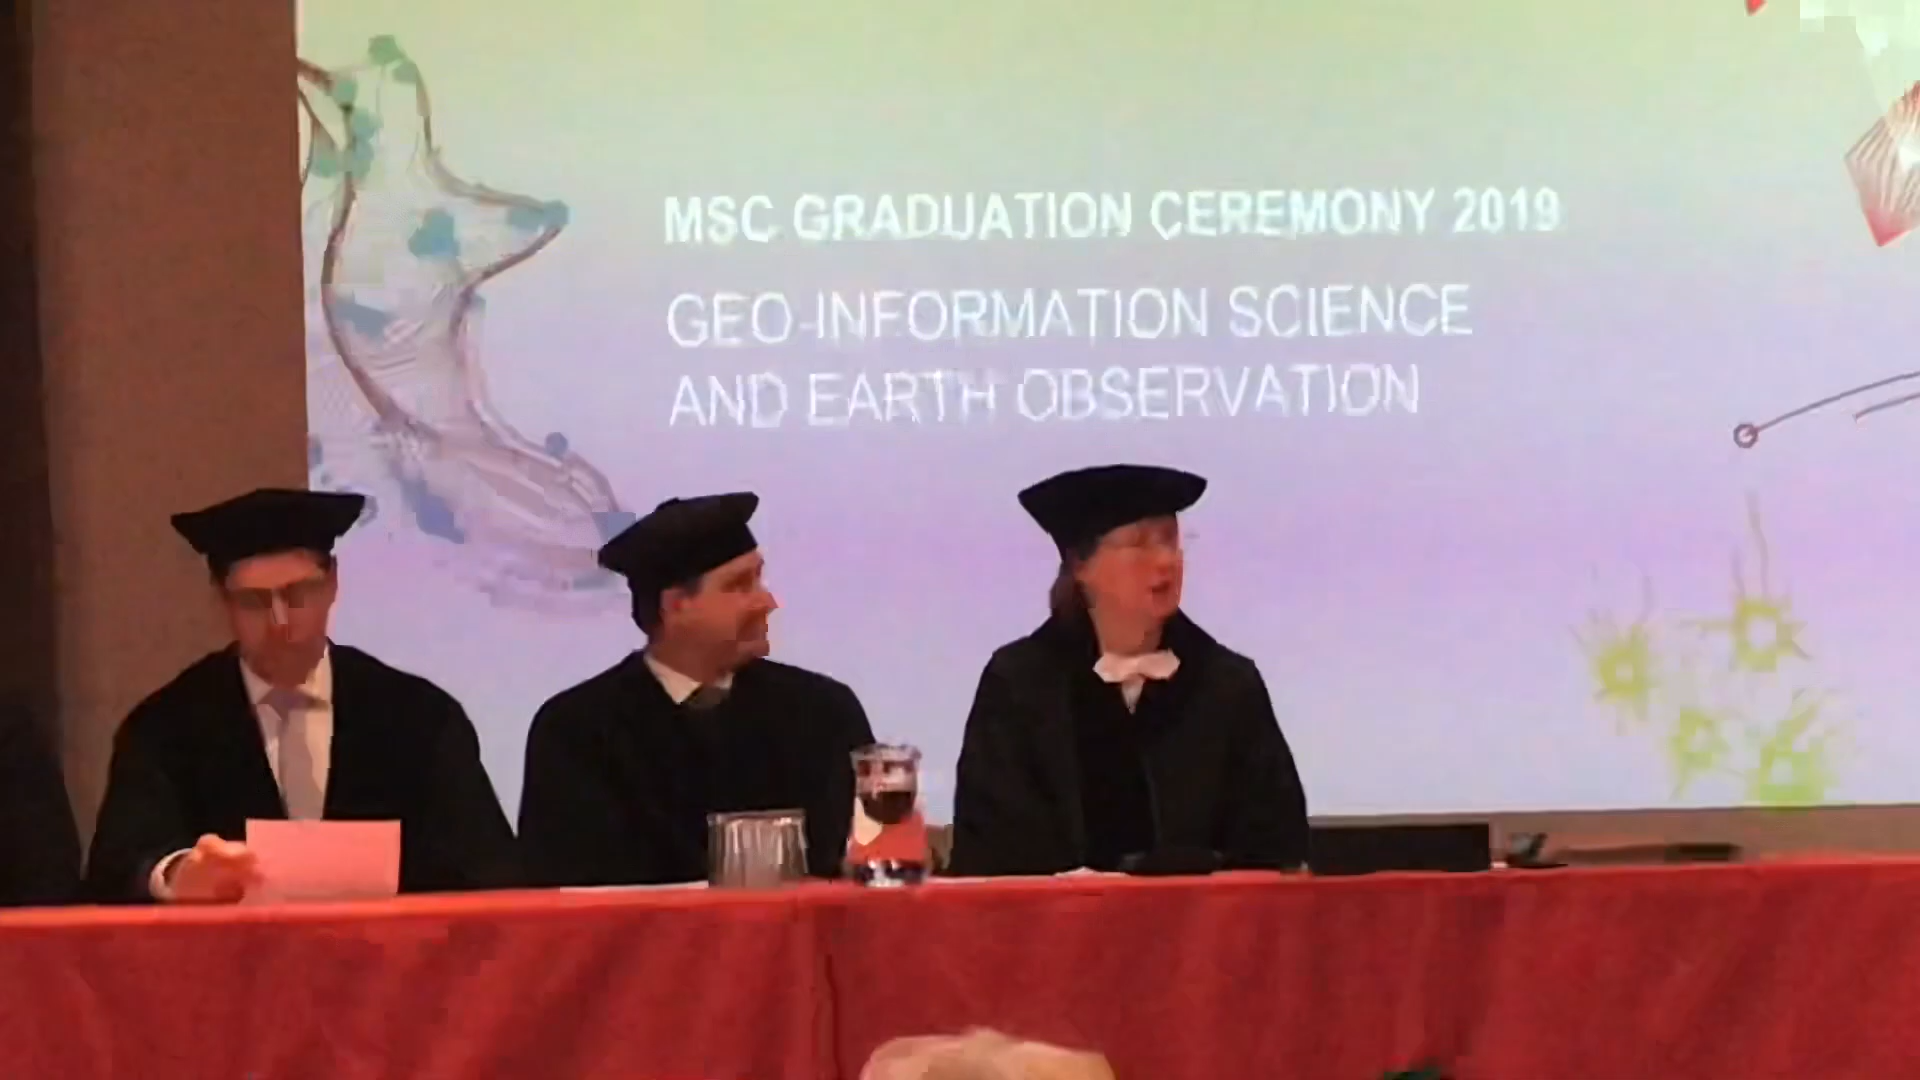 MSC GRADUATION CEREMONY 2019
GEO-INFORMATION SCIENCE
AND EARTH OBSERVATION